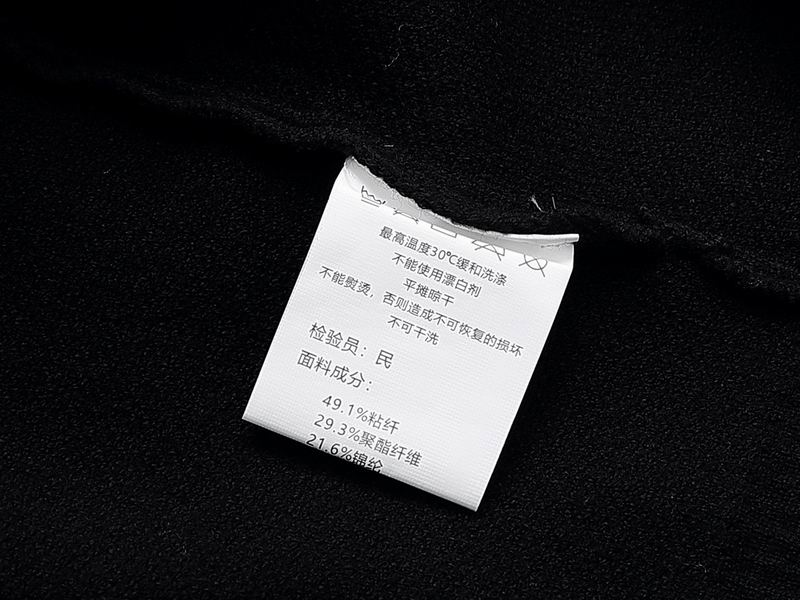 最高温度30℃缓和洗涤
不能使用漂白剂
平摊晾干
不能熨烫，否则造成不可恢复的损坏
不可干洗
检验员：民
面料成分：
49.1%粘纤
29.3%聚酯纤维
21.6%锦纶